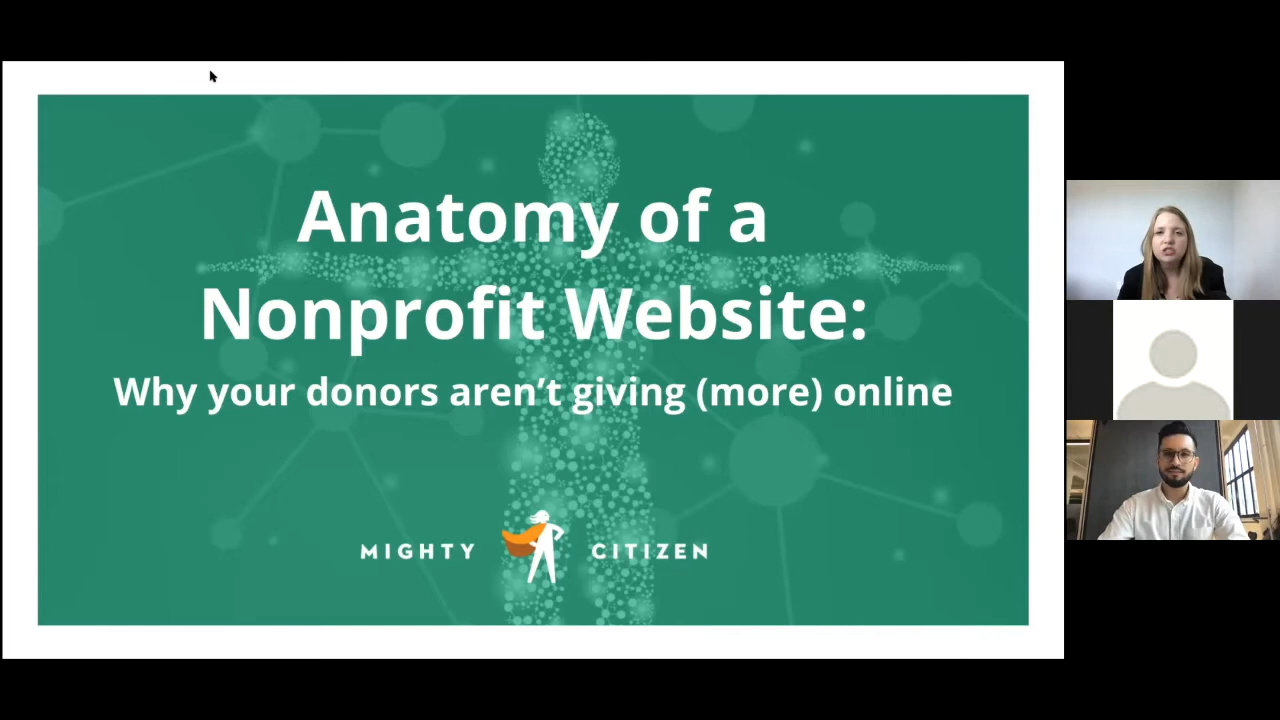 Anatomy of a
Nonprofit Website:
Why your donors aren’t giving (more) online
MIGHTY CITIZEN